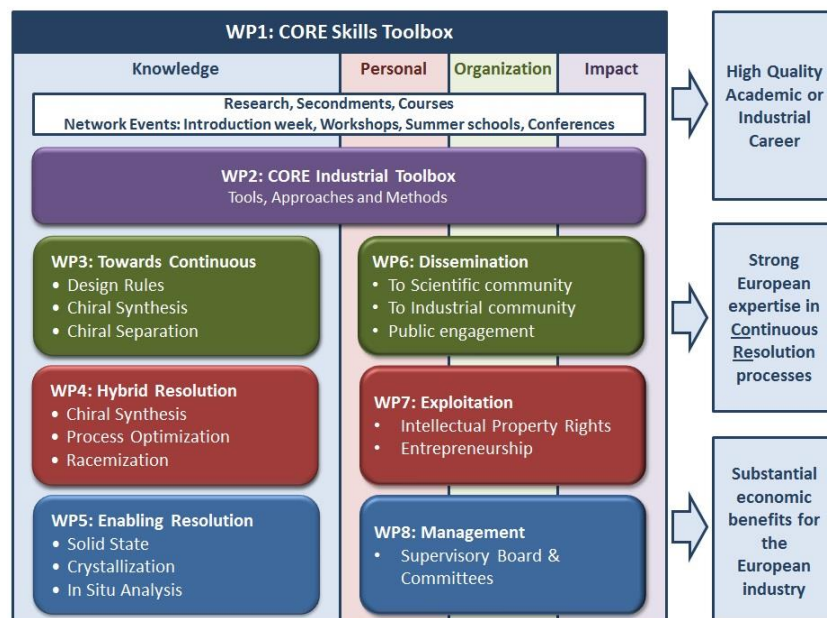 WP1: CORE Skills Toolbox
Knowledge
Personal
Organization
Impact
Research, Secondments, Courses
Network Events: Introduction week, Workshops, Summer schools, Conferences
WP2: CORE Industrial Toolbox
Tools, Approaches and Methods
WP3: Towards Continuous
• Design Rules
• Chiral Synthesis
• Chiral Separation
WP6: Dissemination
• To Scientific community
• To Industrial community
• Public engagement
WP4: Hybrid Resolution
• Chiral Synthesis
• Process Optimization
• Racemization
WP7: Exploitation
• Intellectual Property Rights
• Entrepreneurship
WP5: Enabling Resolution
• Solid State
• Crystallization
• In Situ Analysis
WP8: Management
• Supervisory Board &
Committees
High Quality
Academic or
Industrial
Career
Strong
European
expertise in
Continuous
Resolution
processes
Substantial
economic
benefits for
the
European
industry